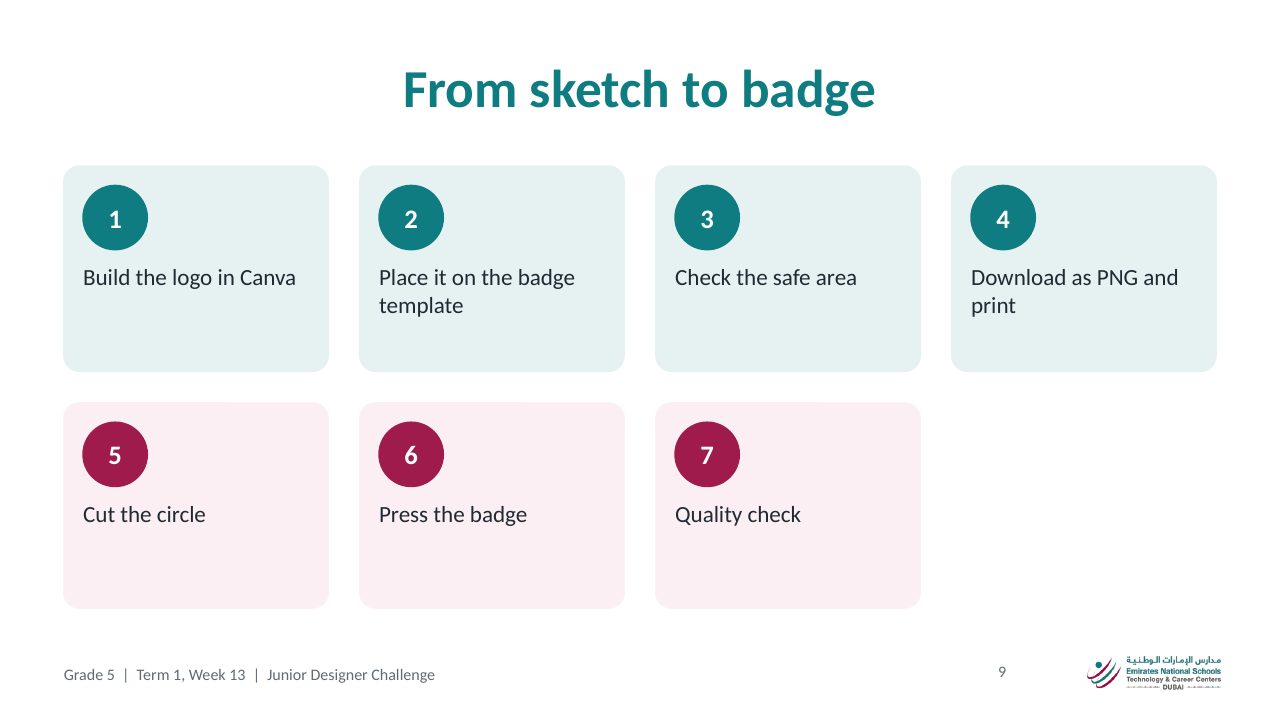 From sketch to badge
1
Build the logo in Canva
2
Place it on the badge
template
3
Check the safe area
4
Download as PNG and
print
5
Cut the circle
6
Press the badge
7
Quality check
Grade 5 | Term 1, Week 13 | Junior Designer Challenge
9
مدارس الإمارات الوطنية
Emirates National Schools
Technology & Career Centers
DUBAI